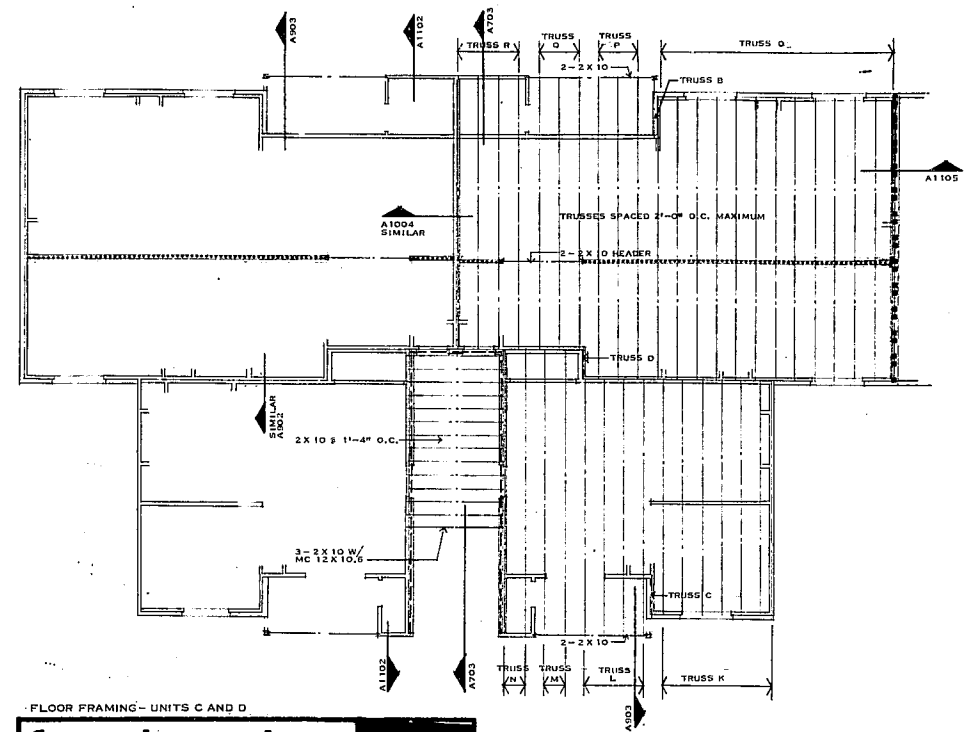 A903
A1102
A703
TRUSS R
TRUSS
Q
TRUSS
P
TRUSS O
2-2X10
TRUSS B
A1105
A1004
SIMILAR
TRUSSES SPACED 2'-0" O.C. MAXIMUM
2-2X10 HEADER
TRUSS D
SIMILAR
A902
2X10 @ 1'-4" O.C.
3-2X10 W/
MC 12X10.6
TRUSS C
2-2X10
A1102
A703
TRUSS
N
TRUSS
M
TRUSS
L
TRUSS K
A903
FLOOR FRAMING - UNITS C AND D